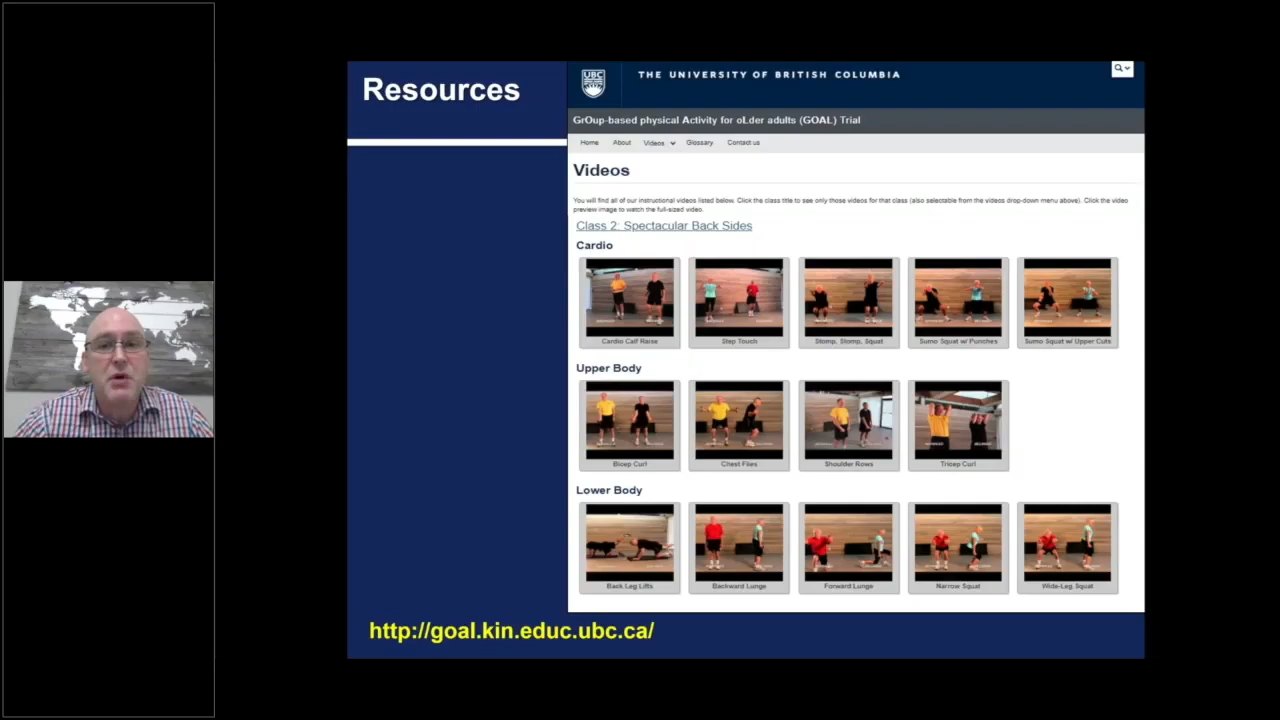 Resources
UBC
THE UNIVERSITY OF BRITISH COLUMBIA
GrOup-based physical Activity for oLder adults (GOAL) Trial
Home About Videos Glossary Contact us
Videos
You will find all of our instructional videos listed below. Click the class title to see only those videos for that class (also selectable from the videos drop-down menu above). Click the video
preview image to watch the full-sized video.
Class 2: Spectacular Back Sides
Cardio
Cardio Calf Raise Step Touch Stomp, Stomp, Squat Sumo Squat w/ Punches Sumo Squat w/ Upper Cuts
Upper Body
Bicep Curl Chest Flies Shoulder Rows Tricep Curl
Lower Body
Back Leg Lifts Backward Lunge Forward Lunge Narrow Squat Wide-Leg Squat
http://goal.kin.educ.ubc.ca/